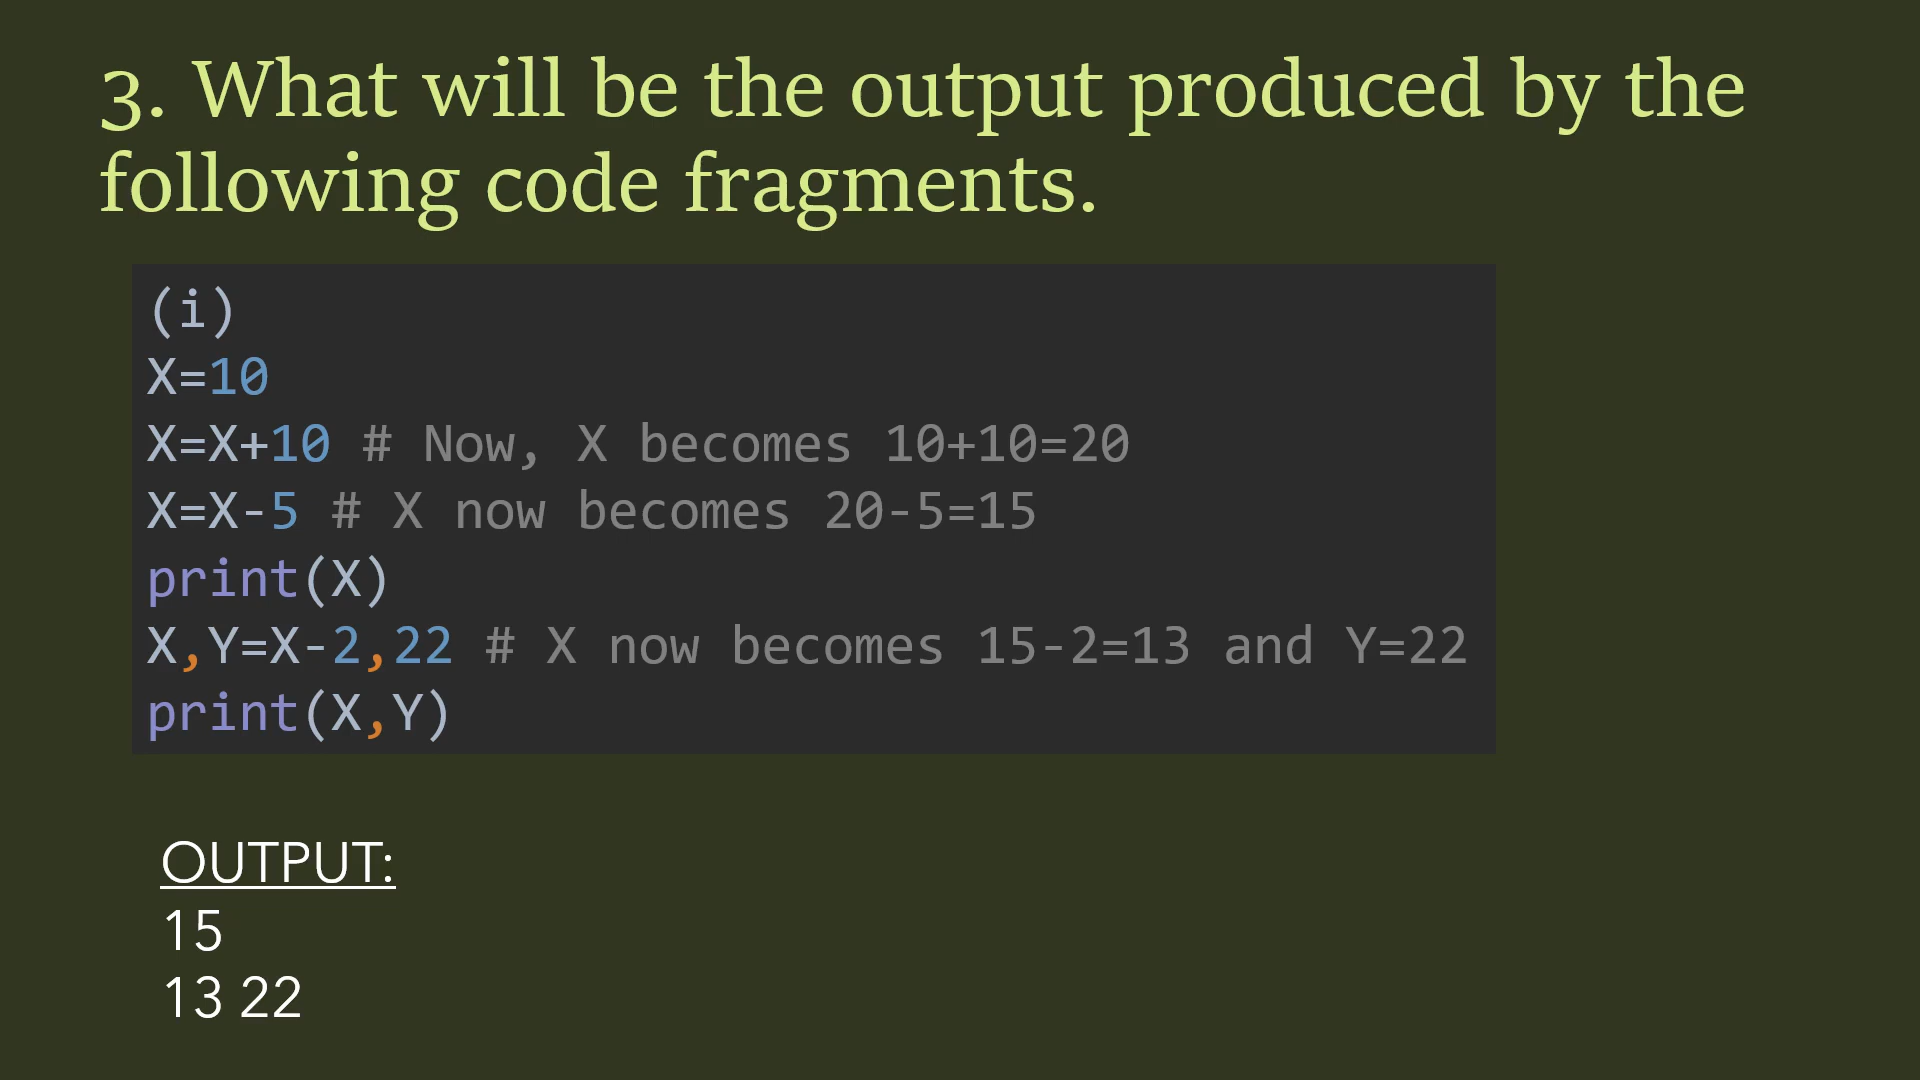 3. What will be the output produced by the
following code fragments.
(i)
X=10
X=X+10 # Now, X becomes 10+10=20
X=X-5 # X now becomes 20-5=15
print(X)
X,Y=X-2,22 # X now becomes 15-2=13 and Y=22
print(X,Y)
OUTPUT:
15
13 22